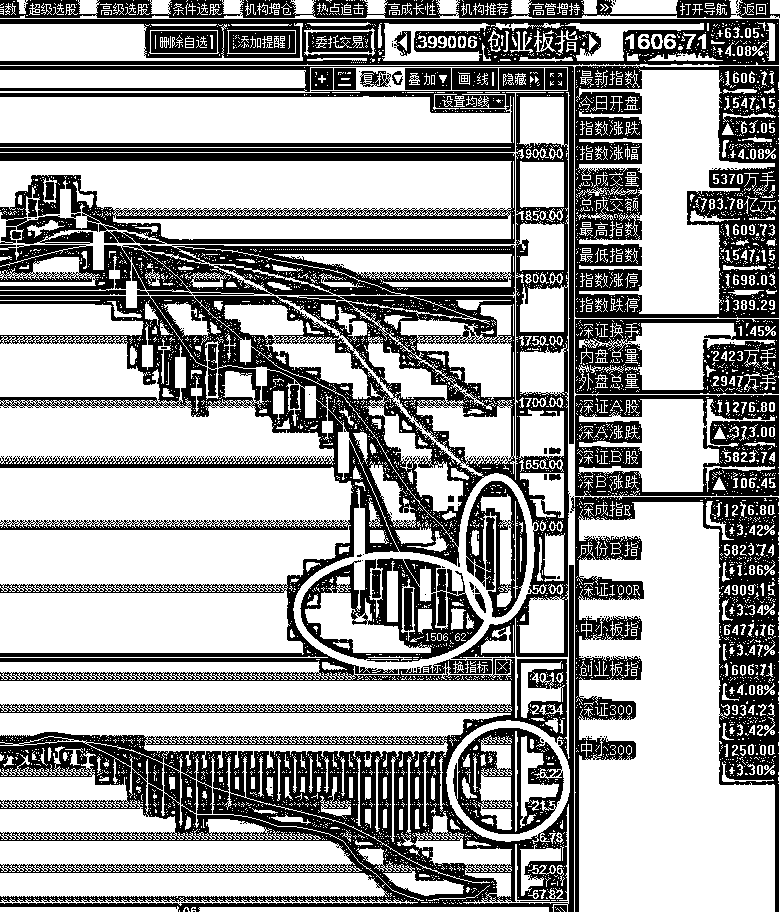 指数 超级选股 高级选股 条件选股 机构增仓 热点追击 高成长性 机构推荐 高管增持 » 打开导航 返回
删除自选 添加提醒 委托交易 399006 创业板指 1606.71 +63.05
+4.08%
复权 叠加▼ 画线 隐藏
设置均线
最新指数 1606.71
今日开盘 1547.15
指数涨跌 ▲ 63.05
指数涨幅 +4.08%
总成交量 5370万手
总成交额 783.78亿元
最高指数 1609.73
最低指数 1547.15
指数涨停 1698.03
指数跌停 1389.29
深证换手 1.45%
内盘总量 2423万手
外盘总量 2947万手
深证A股 11276.80
深A涨跌 ▲ 373.00
深证B股 5823.74
深B涨跌 ▲ 106.45
深成指R 11276.80
+3.42%
成份B指 5823.74
+1.86%
深证100R 4909.15
+3.34%
中小板指 6477.76
+3.47%
创业板指 1606.71
+4.08%
深证300 3934.23
+3.42%
中小300 1250.00
+3.30%
1900.00
1850.00
1800.00
1750.00
1700.00
1650.00
00.00
50.00
1506.62
指标 换指标
40.10
24.34
-6.22
-21.5
36.78
-52.06
-67.82